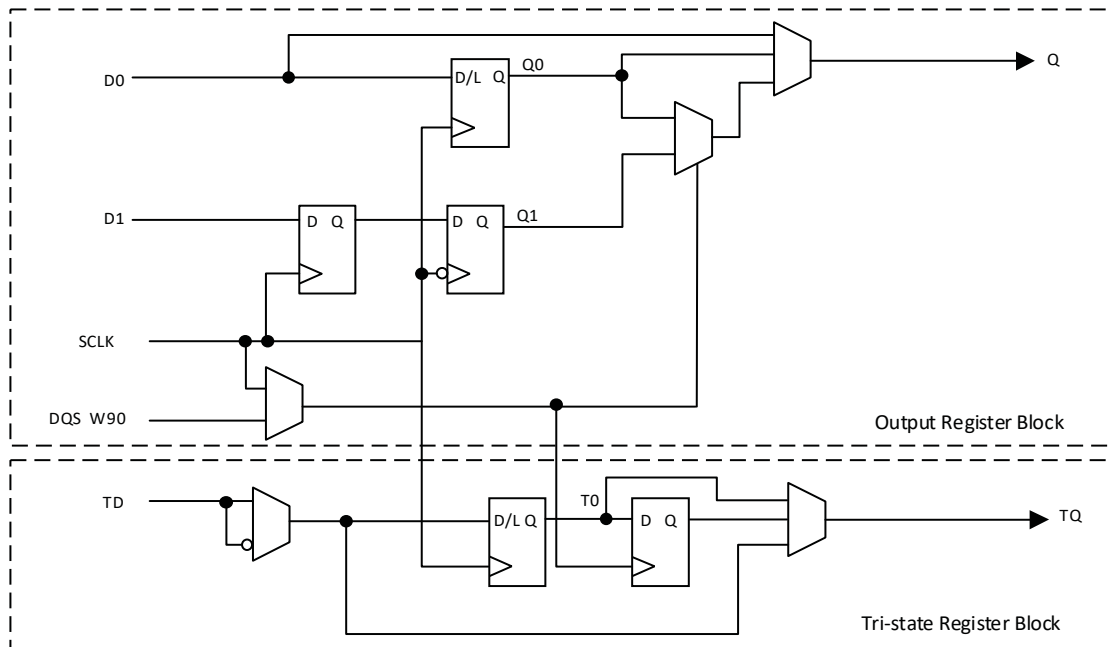 D0
D/L Q
Q0
Q
D1
D Q
D Q
Q1
SCLK
DQS W90
Output Register Block
TD
D/L Q
T0
D Q
TQ
Tri-state Register Block